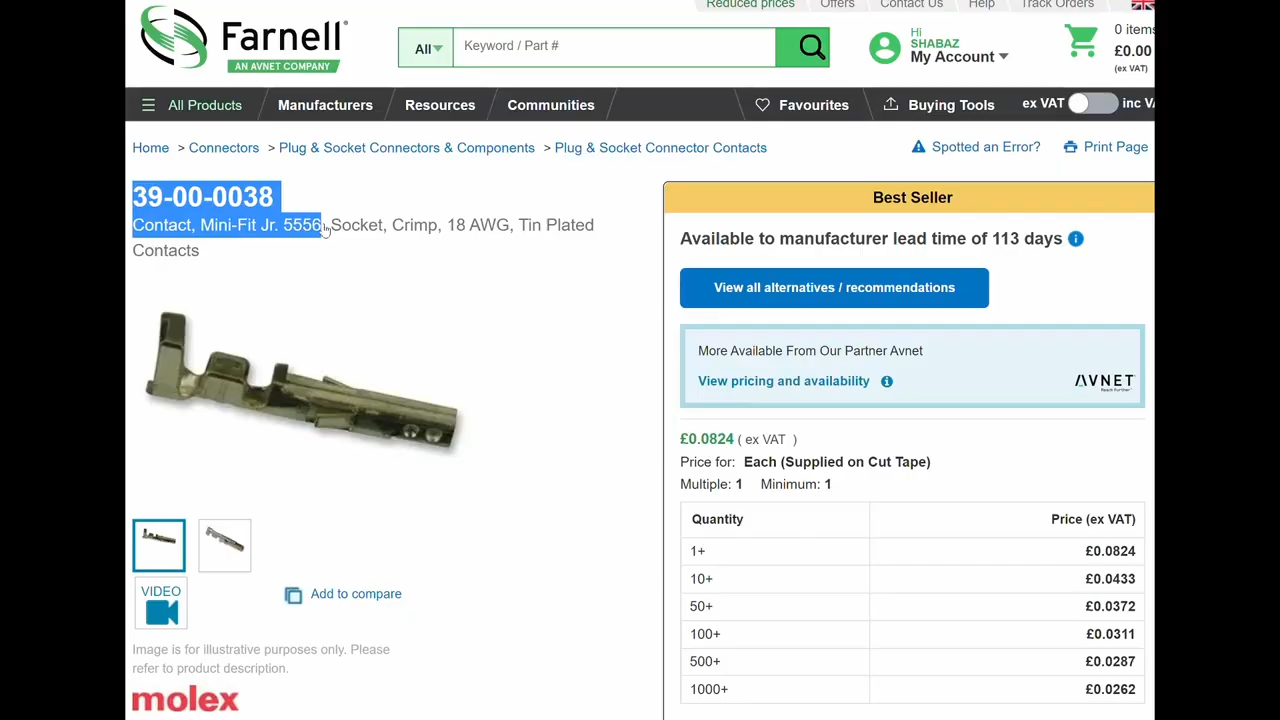 Reduced prices
Offers
Contact Us
Help
Track Orders
Farnell
AN AVNET COMPANY
All
Keyword / Part #
Hi
SHABAZ
My Account
0 items
£0.00
(ex VAT)
All Products
Manufacturers
Resources
Communities
Favourites
Buying Tools
ex VAT
inc VA
Home > Connectors > Plug & Socket Connectors & Components > Plug & Socket Connector Contacts
Spotted an Error?
Print Page
39-00-0038
Contact, Mini-Fit Jr. 5556, Socket, Crimp, 18 AWG, Tin Plated
Contacts
VIDEO
Add to compare
Image is for illustrative purposes only. Please
refer to product description.
molex
Best Seller
Available to manufacturer lead time of 113 days
View all alternatives / recommendations
More Available From Our Partner Avnet
View pricing and availability
AVNET
Reach Further
£0.0824 ( ex VAT )
Price for: Each (Supplied on Cut Tape)
Multiple: 1 Minimum: 1
Quantity Price (ex VAT)
1+ £0.0824
10+ £0.0433
50+ £0.0372
100+ £0.0311
500+ £0.0287
1000+ £0.0262